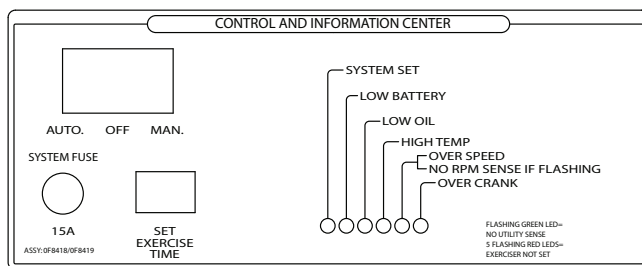 CONTROL AND INFORMATION CENTER
SYSTEM SET
LOW BATTERY
LOW OIL
HIGH TEMP
OVER SPEED
NO RPM SENSE IF FLASHING
OVER CRANK
AUTO. OFF MAN.
SYSTEM FUSE
15A
SET
EXERCISE
TIME
ASSY:0F8418/0F8419
FLASHING GREEN LED=
NO UTILITY SENSE
5 FLASHING RED LEDS=
EXERCISER NOT SET